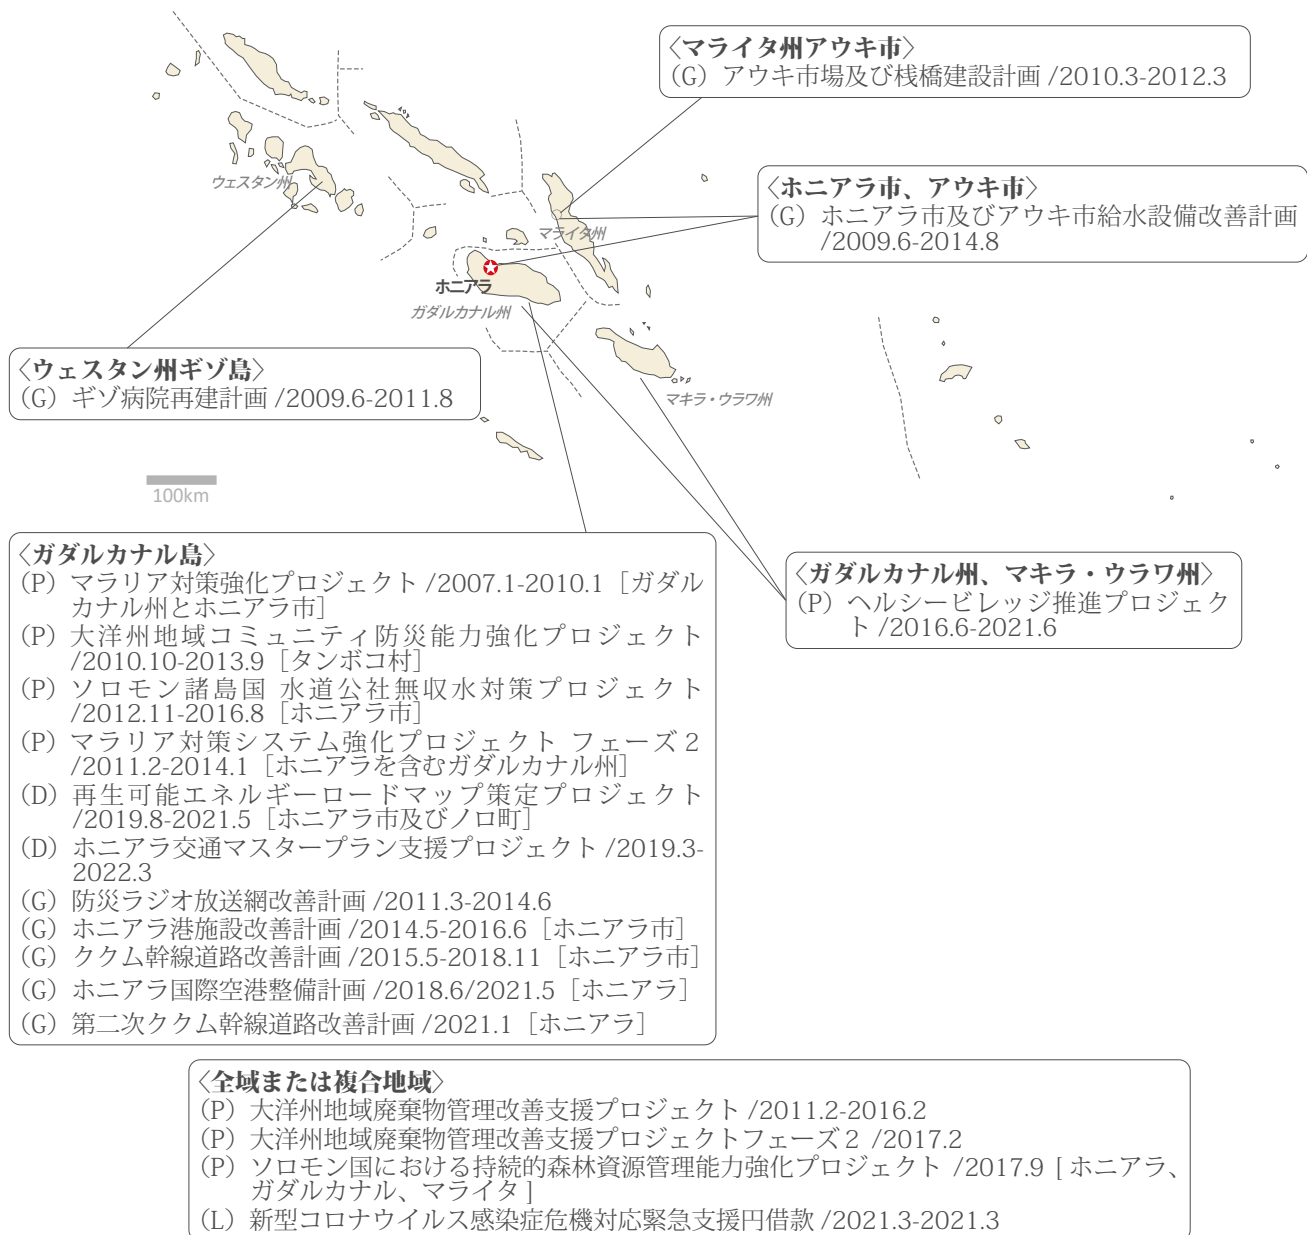 〈マライタ州アウキ市〉
(G) アウキ市場及び桟橋建設計画 /2010.3-2012.3
〈ホニアラ市、アウキ市〉
(G) ホニアラ市及びアウキ市給水設備改善計画
/2009.6-2014.8
ウェスタン州
マライタ州
ホニアラ
ガダルカナル州
〈ウェスタン州ギゾ島〉
(G) ギゾ病院再建計画 /2009.6-2011.8
マキラ・ウラワ州
100km
〈ガダルカナル島〉
(P) マラリア対策強化プロジェクト /2007.1-2010.1［ガダル
カナル州とホニアラ市］
(P) 大洋州地域コミュニティ防災能力強化プロジェクト
/2010.10-2013.9［タンボコ村］
(P) ソロモン諸島国 水道公社無収水対策プロジェクト
/2012.11-2016.8［ホニアラ市］
(P) マラリア対策システム強化プロジェクト フェーズ 2
/2011.2-2014.1［ホニアラを含むガダルカナル州］
(D) 再生可能エネルギーロードマップ策定プロジェクト
/2019.8-2021.5［ホニアラ市及びノロ町］
(D) ホニアラ交通マスタープラン支援プロジェクト /2019.3-
2022.3
(G) 防災ラジオ放送網改善計画 /2011.3-2014.6
(G) ホニアラ港施設改善計画 /2014.5-2016.6［ホニアラ市］
(G) ククム幹線道路改善計画 /2015.5-2018.11［ホニアラ市］
(G) ホニアラ国際空港整備計画 /2018.6/2021.5［ホニアラ］
(G) 第二次ククム幹線道路改善計画 /2021.1［ホニアラ］
〈ガダルカナル州、マキラ・ウラワ州〉
(P) ヘルシービレッジ推進プロジェク
ト /2016.6-2021.6
〈全域または複合地域〉
(P) 大洋州地域廃棄物管理改善支援プロジェクト /2011.2-2016.2
(P) 大洋州地域廃棄物管理改善支援プロジェクトフェーズ 2 /2017.2
(P) ソロモン国における持続的森林資源管理能力強化プロジェクト /2017.9 [ ホニアラ、
ガダルカナル、マライタ ]
(L) 新型コロナウイルス感染症危機対応緊急支援円借款 /2021.3-2021.3